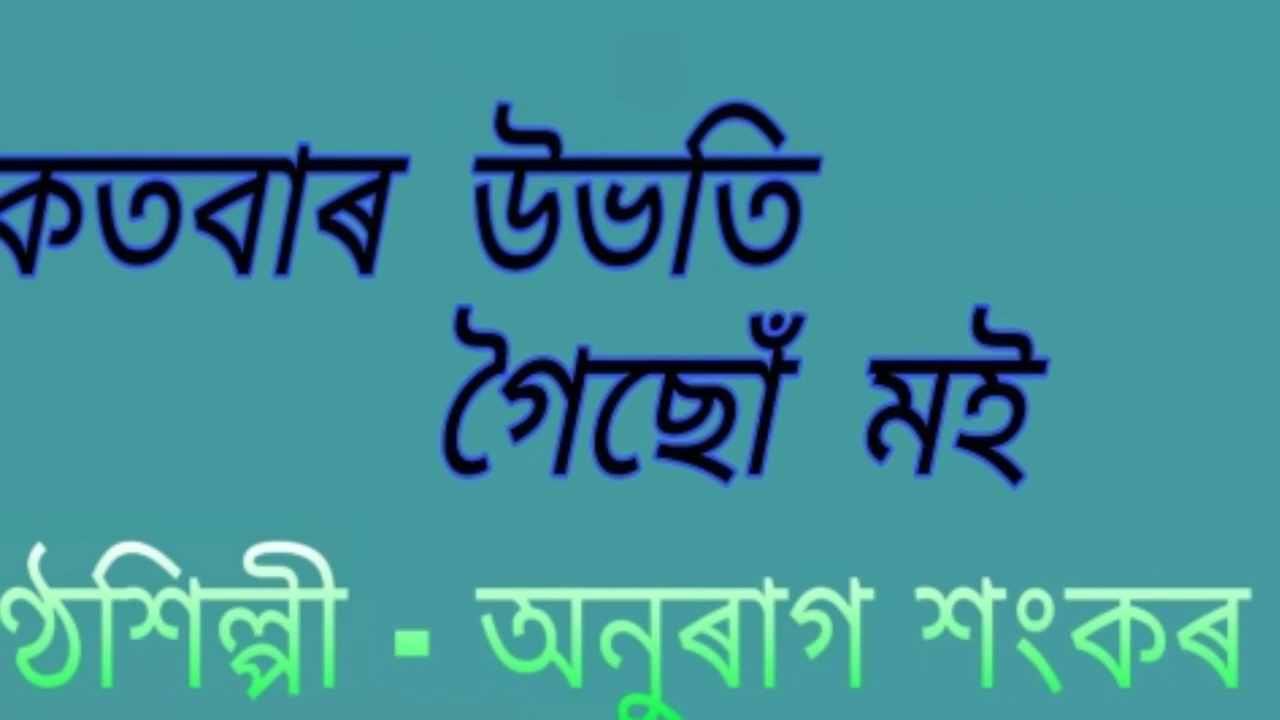 কতবাৰ উভতি
গৈছোঁ মই
ণ্ঠশিল্পী - অনুৰাগ শংকৰ